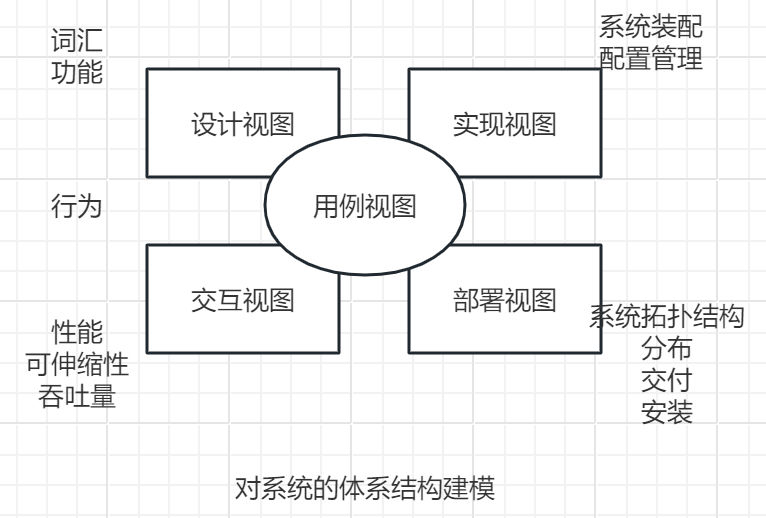 词汇
功能
系统装配
配置管理
设计视图
实现视图
行为
用例视图
交互视图
部署视图
性能
可伸缩性
吞吐量
系统拓扑结构
分布
交付
安装
对系统的体系结构建模